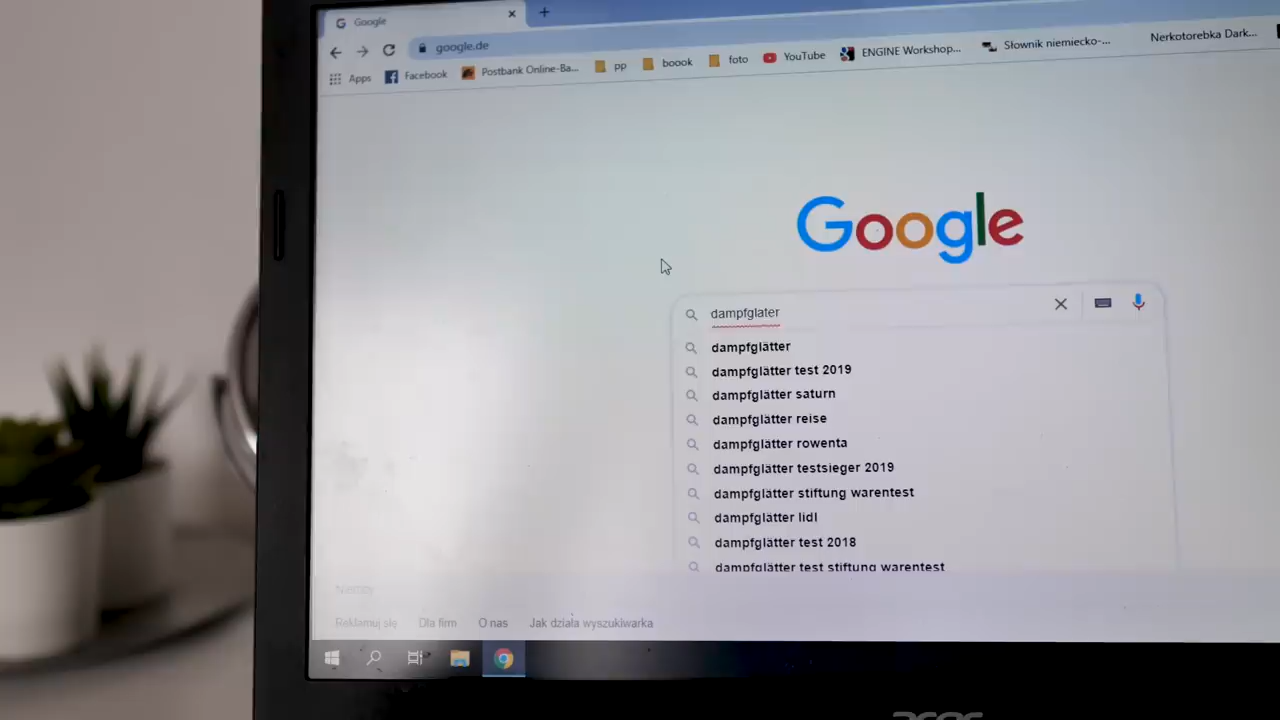 Google
google.de
Apps Facebook Postbank Online-Ba... pp boook foto YouTube ENGINE Workshop... Słownik niemiecko-... Nerkotorebka Dark...
Google
dampfglater
dampfglätter
dampfglätter test 2019
dampfglätter saturn
dampfglätter reise
dampfglätter rowenta
dampfglätter testsieger 2019
dampfglätter stiftung warentest
dampfglätter lidl
dampfglätter test 2018
dampfglätter test stiftung warentest
Niemcy
Reklamuj się Dla firm O nas Jak działa wyszukiwarka
acer